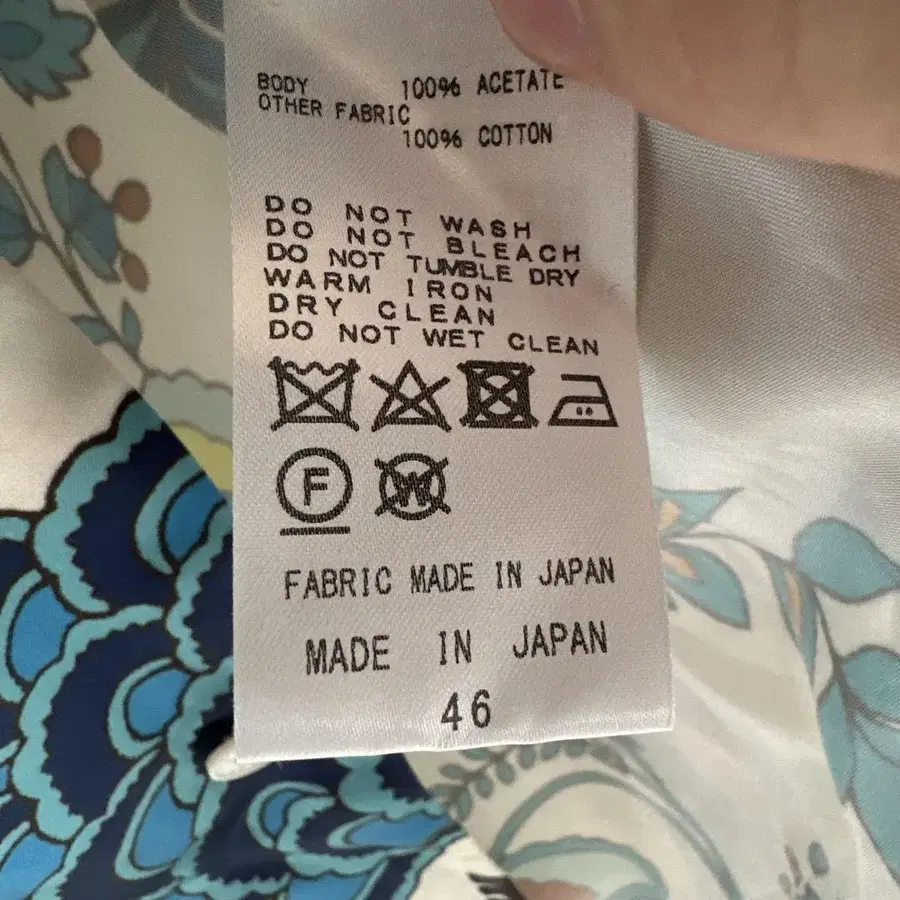 BODY 100% ACETATE
OTHER FABRIC
100% COTTON
DO NOT WASH
DO NOT BLEACH
DO NOT TUMBLE DRY
WARM IRON
DRY CLEAN
DO NOT WET CLEAN
F W
FABRIC MADE IN JAPAN
MADE IN JAPAN
46